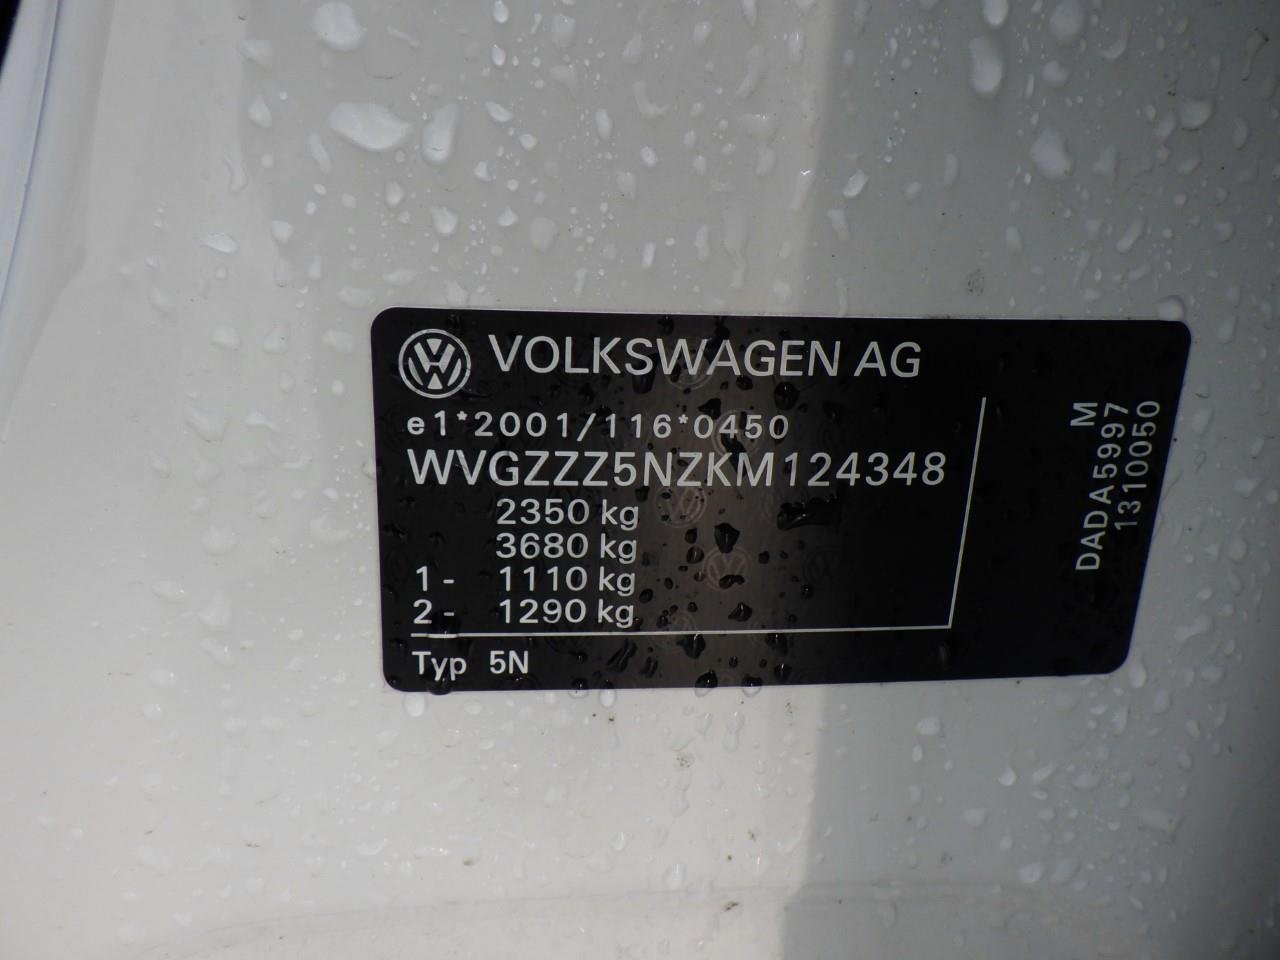 VOLKSWAGEN AG
e1*2001/116*0450
WVGZZZ5NZKM124348
2350 kg
3680 kg
1 - 1110 kg
2 - 1290 kg
Typ 5N
M
DADA5997
1310050